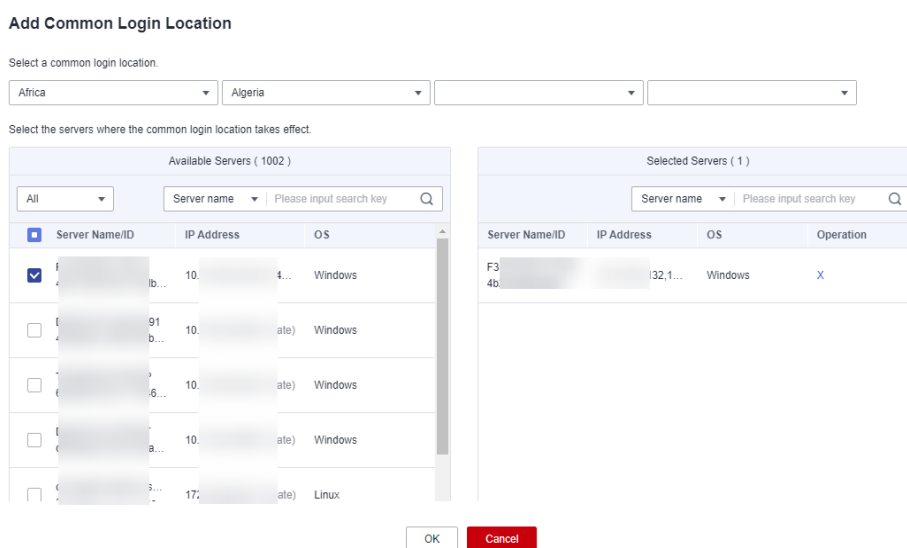 Add Common Login Location
Select a common login location.
Africa Algeria
Select the servers where the common login location takes effect.
Available Servers ( 1002 ) Selected Servers ( 1 )
All Server name Please input search key Server name Please input search key
Server Name/ID IP Address OS Server Name/ID IP Address OS Operation
10. Windows F3 132,1... Windows X
4b.
91
10. ate) Windows
10. ate) Windows
10. ate) Windows
172 ate) Linux
OK Cancel